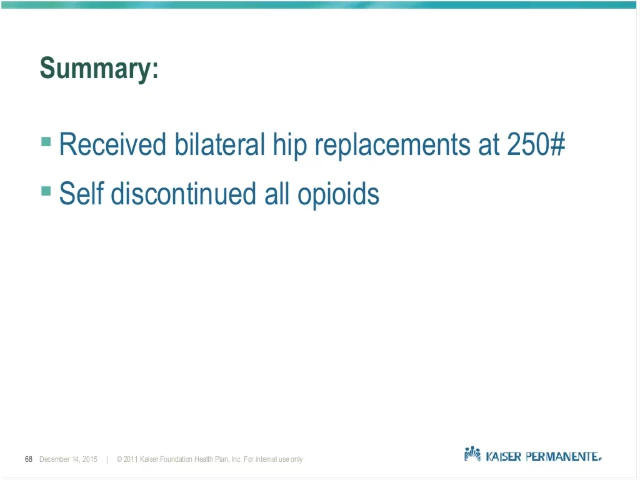 Summary:
▪ Received bilateral hip replacements at 250#
▪ Self discontinued all opioids
68 December 14, 2015 | © 2011 Kaiser Foundation Health Plan, Inc. For internal use only
KAISER PERMANENTE.